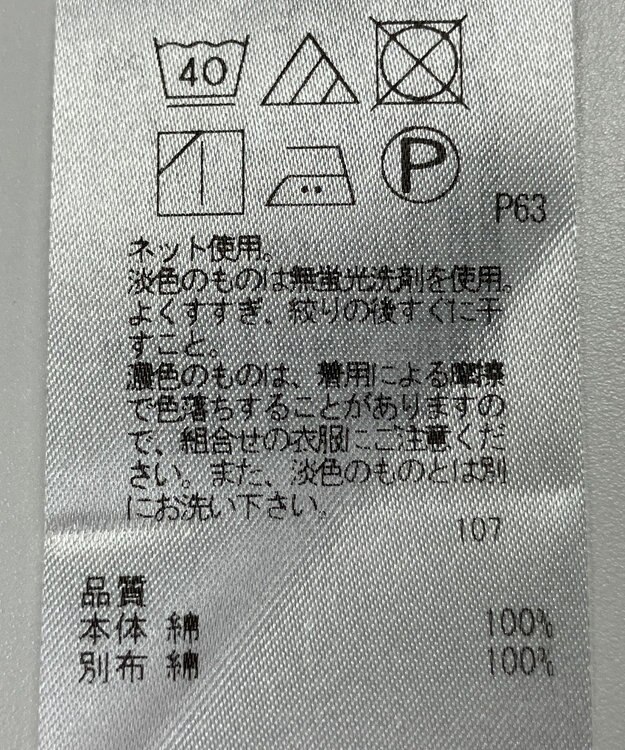 40
P
P63
ネット使用。
淡色のものは無蛍光洗剤を使用。
よくすすぎ、絞りの後すぐに干
すこと。
濃色のものは、着用による摩擦
で色落ちすることがありますの
で、組合せの衣服にご注意くだ
さい。また、淡色のものとは別
にお洗い下さい。
107
品質
本体 綿 100%
別布 綿 100%